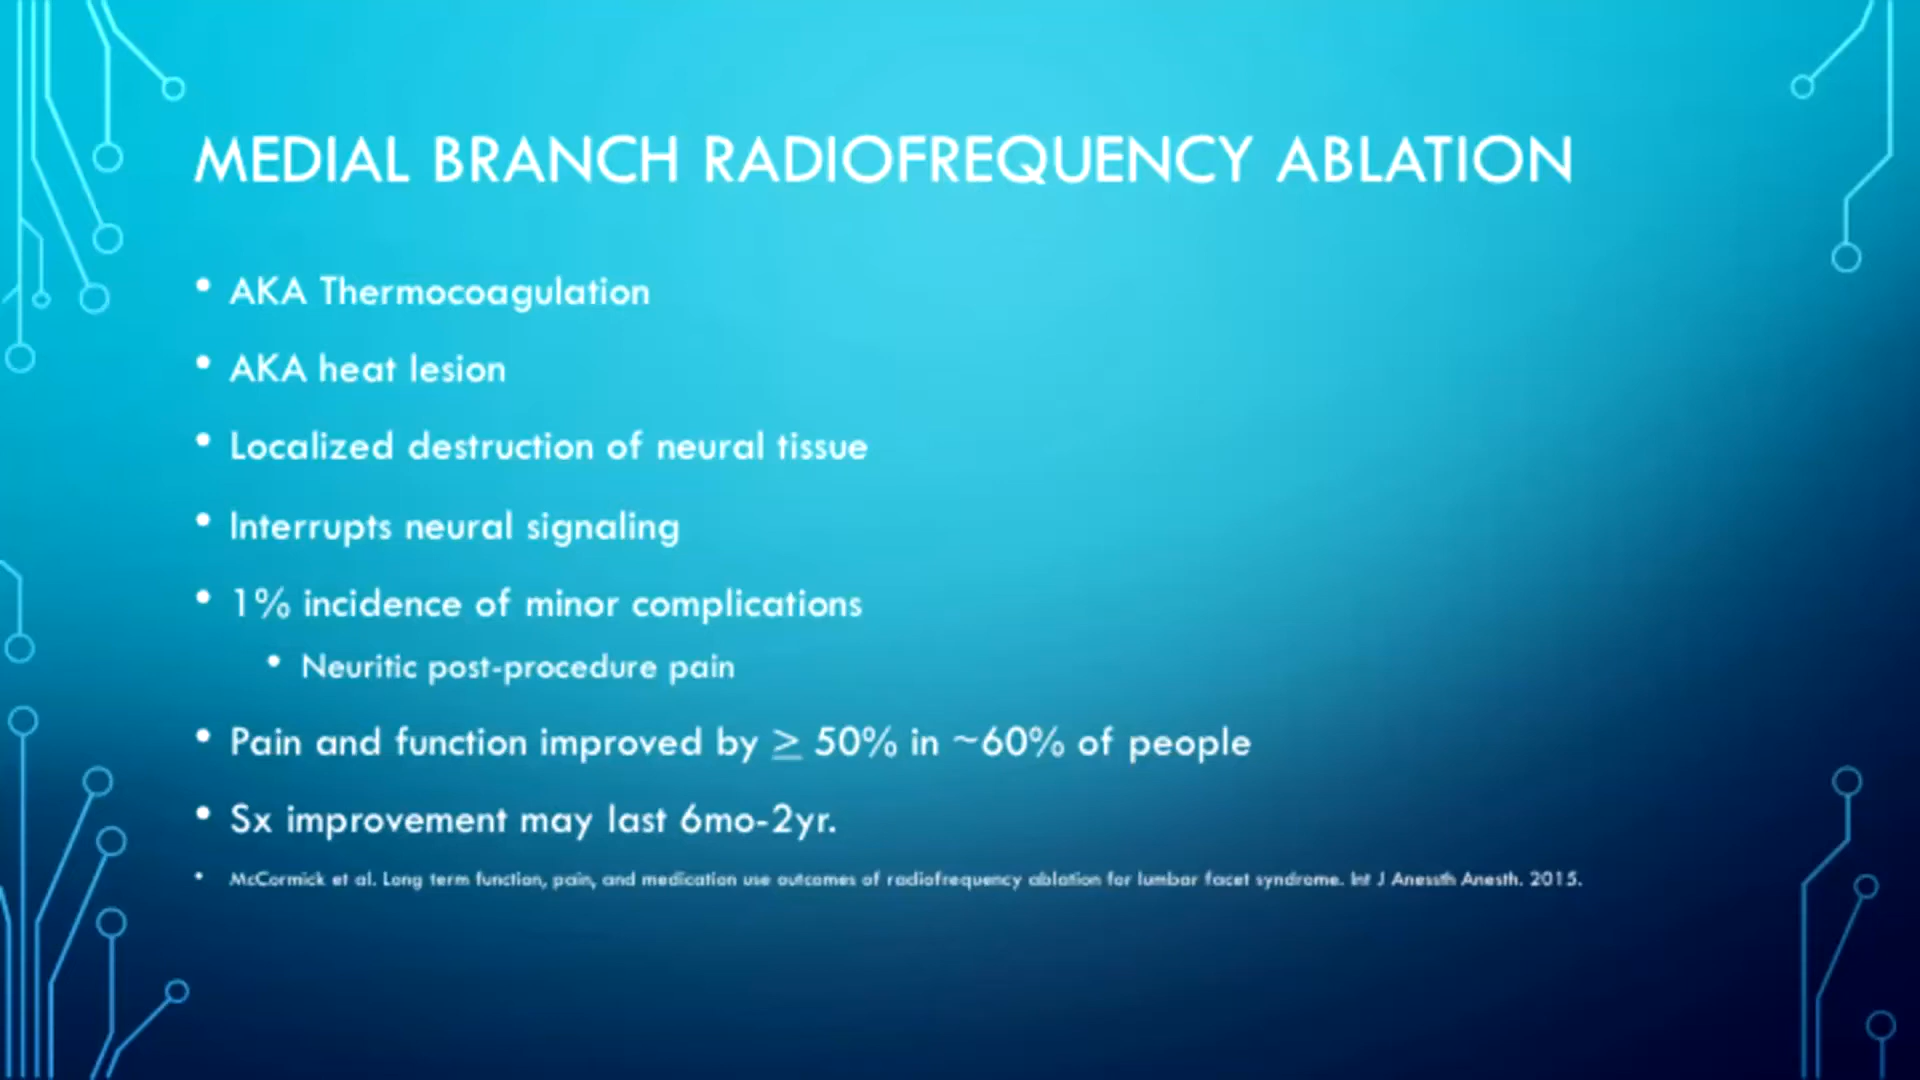 MEDIAL BRANCH RADIOFREQUENCY ABLATION
• AKA Thermocoagulation
• AKA heat lesion
• Localized destruction of neural tissue
• Interrupts neural signaling
• 1% incidence of minor complications
• Neuritic post-procedure pain
• Pain and function improved by ≥ 50% in ~60% of people
• Sx improvement may last 6mo-2yr.
• McCormick et al. Long term function, pain, and medication use outcomes of radiofrequency ablation for lumbar facet syndrome. Int J Anessth Anesth. 2015.